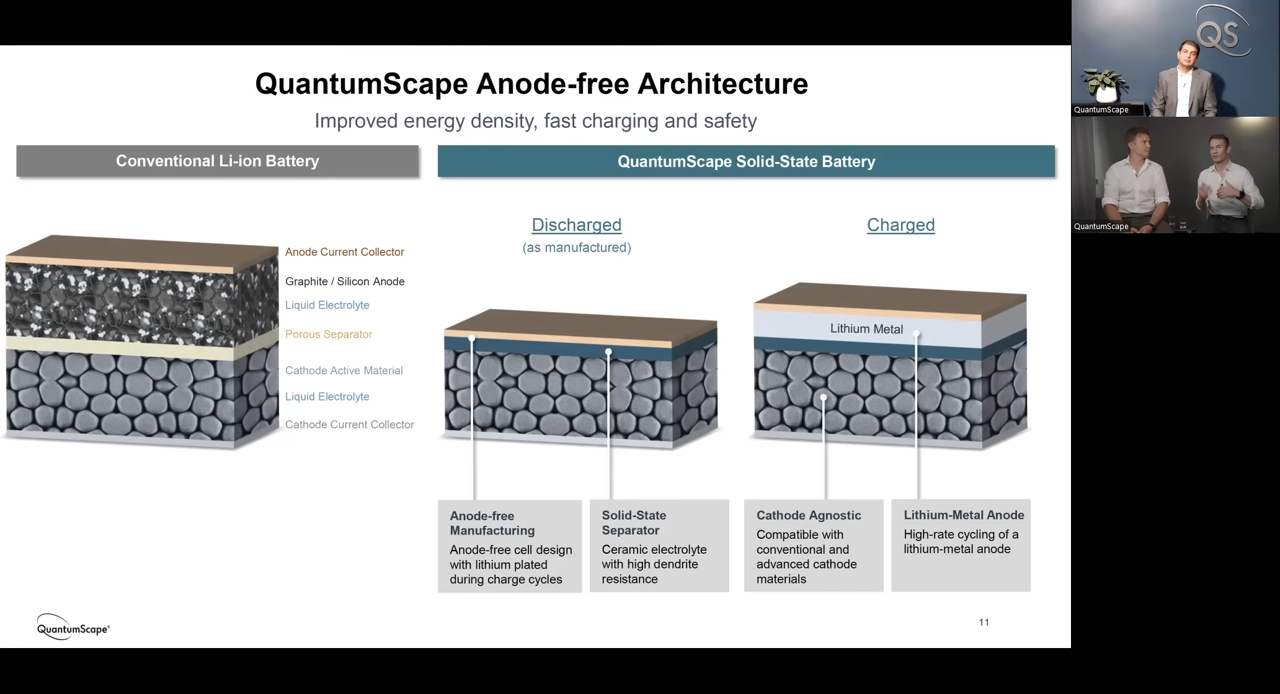 QuantumScape Anode-free Architecture
Improved energy density, fast charging and safety
Conventional Li-ion Battery
QuantumScape Solid-State Battery
Anode Current Collector
Graphite / Silicon Anode
Liquid Electrolyte
Porous Separator
Cathode Active Material
Liquid Electrolyte
Cathode Current Collector
Discharged
(as manufactured)
Charged
Lithium Metal
Anode-free
Manufacturing
Anode-free cell design
with lithium plated
during charge cycles
Solid-State
Separator
Ceramic electrolyte
with high dendrite
resistance
Cathode Agnostic
Compatible with
conventional and
advanced cathode
materials
Lithium-Metal Anode
High-rate cycling of a
lithium-metal anode
QuantumScape®
11
QS
QuantumScape
QuantumScape